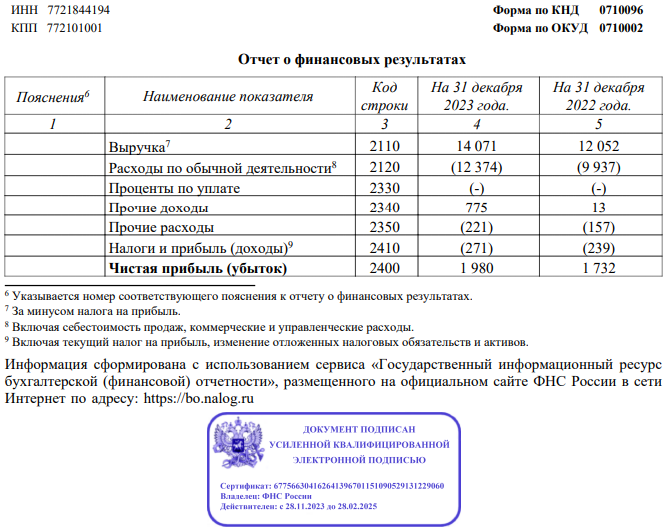 ИНН 7721844194 Форма по КНД 0710096
КПП 772101001 Форма по ОКУД 0710002
Отчет о финансовых результатах
Пояснения⁶ Наименование показателя Код строки На 31 декабря 2023 года. На 31 декабря 2022 года.
1 2 3 4 5
Выручка⁷ 2110 14 071 12 052
Расходы по обычной деятельности⁸ 2120 (12 374) (9 937)
Проценты по уплате 2330 (-) (-)
Прочие доходы 2340 775 13
Прочие расходы 2350 (221) (157)
Налоги и прибыль (доходы)⁹ 2410 (271) (239)
Чистая прибыль (убыток) 2400 1 980 1 732
⁶ Указывается номер соответствующего пояснения к отчету о финансовых результатах.
⁷ За минусом налога на прибыль.
⁸ Включая себестоимость продаж, коммерческие и управленческие расходы.
⁹ Включая текущий налог на прибыль, изменение отложенных налоговых обязательств и активов.
Информация сформирована с использованием сервиса «Государственный информационный ресурс
бухгалтерской (финансовой) отчетности», размещенного на официальном сайте ФНС России в сети
Интернет по адресу: https://bo.nalog.ru
ДОКУМЕНТ ПОДПИСАН
УСИЛЕННОЙ КВАЛИФИЦИРОВАННОЙ
ЭЛЕКТРОННОЙ ПОДПИСЬЮ
Сертификат: 67756630416264139670115109052913122906​0
Владелец: ФНС России
Действителен: с 28.11.2023 до 28.02.2025